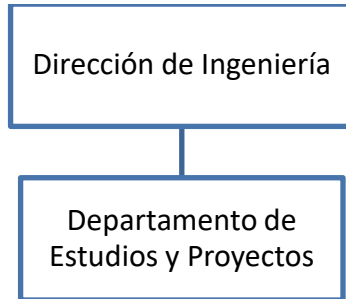 Dirección de Ingeniería
Departamento de
Estudios y Proyectos